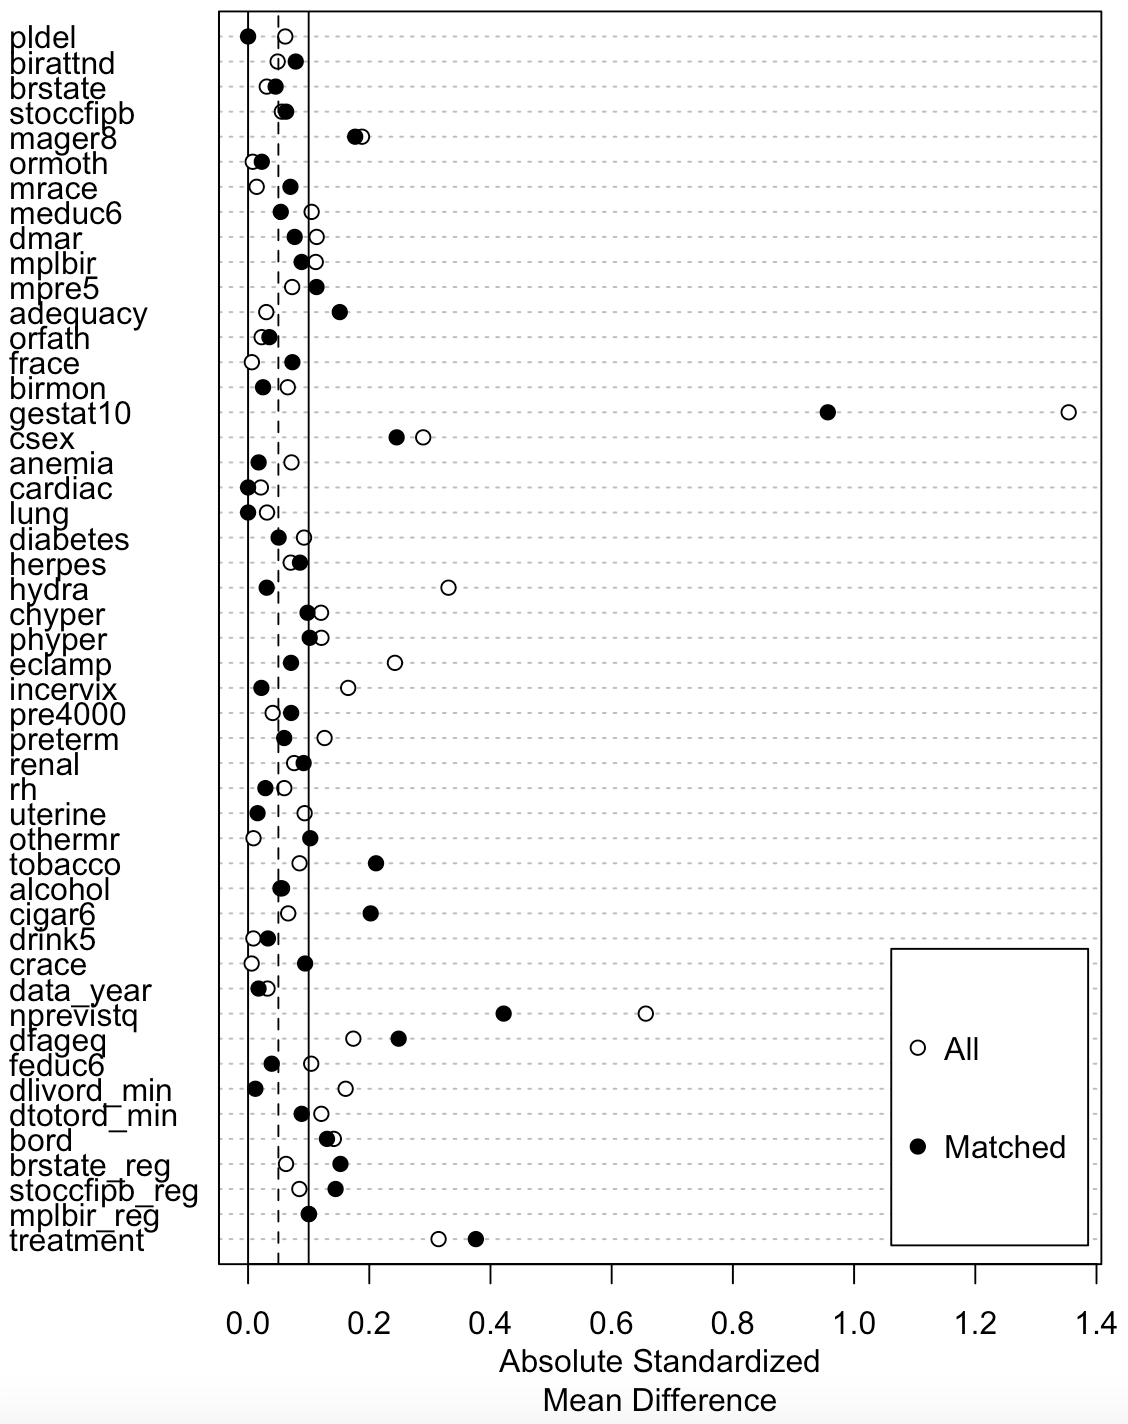 pldel
birattnd
brstate
stoccfipb
mager8
ormoth
mrace
meduc6
dmar
mplbir
mpre5
adequacy
orfath
frace
birmon
gestat10
csex
anemia
cardiac
lung
diabetes
herpes
hydra
chyper
phyper
eclamp
incervix
pre4000
preterm
renal
rh
uterine
othermr
tobacco
alcohol
cigar6
drink5
crace
data_year
nprevistq
dfageq
feduc6
dlivord_min
dtotord_min
bord
brstate_reg
stoccfipb_reg
mplbir_reg
treatment
All
Matched
0.0 0.2 0.4 0.6 0.8 1.0 1.2 1.4
Absolute Standardized
Mean Difference